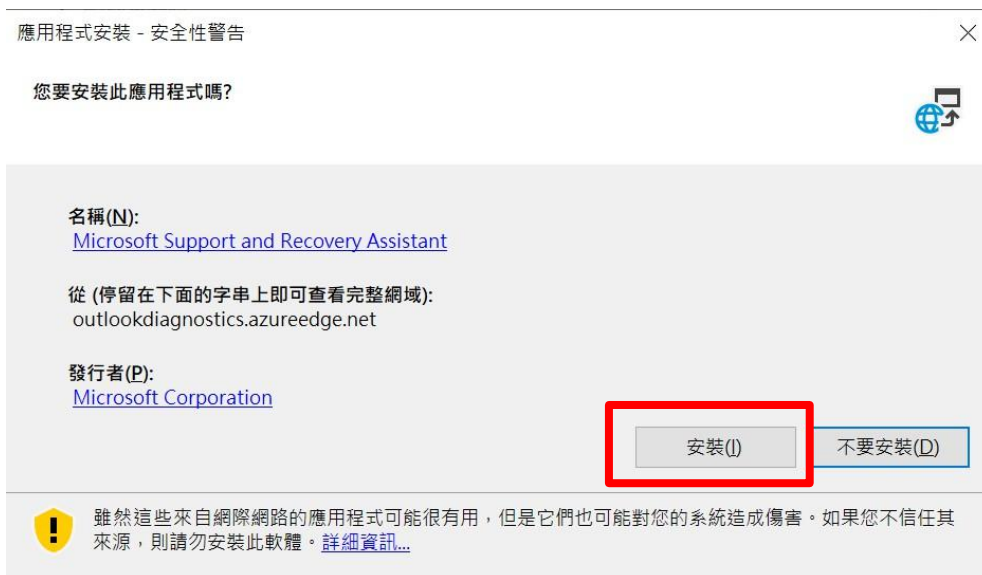 應用程式安裝 - 安全性警告
您要安裝此應用程式嗎?
名稱(N):
Microsoft Support and Recovery Assistant
從 (停留在下面的字串上即可查看完整網域):
outlookdiagnostics.azureedge.net
發行者(P):
Microsoft Corporation
安裝(I) 不要安裝(D)
雖然這些來自網際網路的應用程式可能很有用，但是它們也可能對您的系統造成傷害。如果您不信任其
來源，則請勿安裝此軟體。詳細資訊...